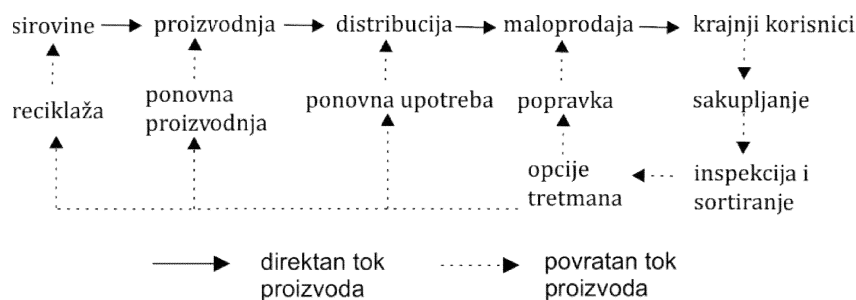 sirovine proizvodnja distribucija maloprodaja krajnji korisnici
reciklaža ponovna proizvodnja ponovna upotreba popravka sakupljanje
opcije tretmana inspekcija i sortiranje
direktan tok proizvoda povratan tok proizvoda